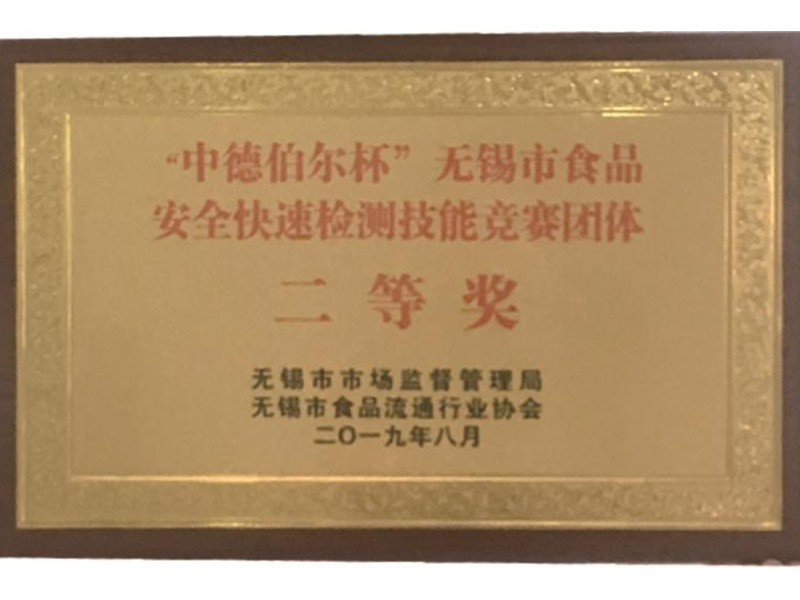 “中德伯尔杯”无锡市食品
安全快速检测技能竞赛团体
二等奖
无锡市市场监督管理局
无锡市食品流通行业协会
二〇一九年八月